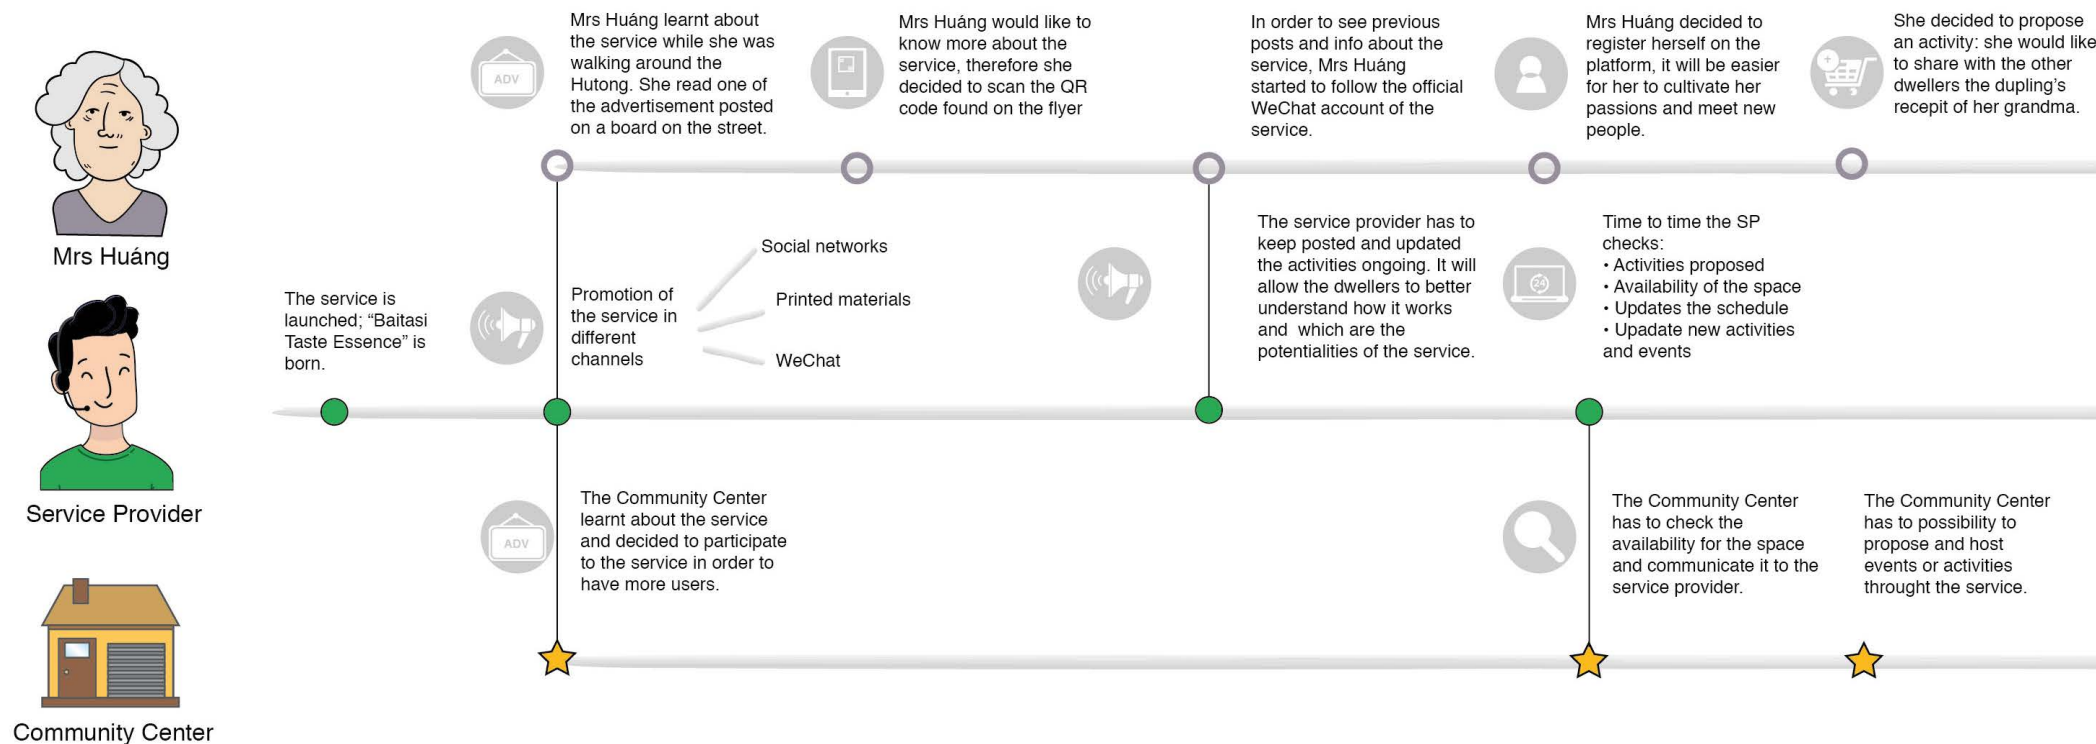 Mrs Huáng learnt about
the service while she was
walking around the
Hutong. She read one of
the advertisement posted
on a board on the street.
ADV
Mrs Huáng would like to
know more about the
service, therefore she
decided to scan the QR
code found on the flyer
In order to see previous
posts and info about the
service, Mrs Huáng
started to follow the official
WeChat account of the
service.
Mrs Huáng decided to
register herself on the
platform, it will be easier
for her to cultivate her
passions and meet new
people.
She decided to propose
an activity: she would like
to share with the other
dwellers the dupling's
recepit of her grandma.
Mrs Huáng
The service is
launched; “Baitasi
Taste Essence” is
born.
Promotion of
the service in
different
channels
Social networks
Printed materials
WeChat
The service provider has to
keep posted and updated
the activities ongoing. It will
allow the dwellers to better
understand how it works
and which are the
potentialities of the service.
24
Time to time the SP
checks:
• Activities proposed
• Availability of the space
• Updates the schedule
• Upadate new activities
and events
Service Provider
ADV
The Community Center
learnt about the service
and decided to participate
to the service in order to
have more users.
The Community Center
has to check the
availability for the space
and communicate it to the
service provider.
The Community Center
has to possibility to
propose and host
events or activities
throught the service.
Community Center